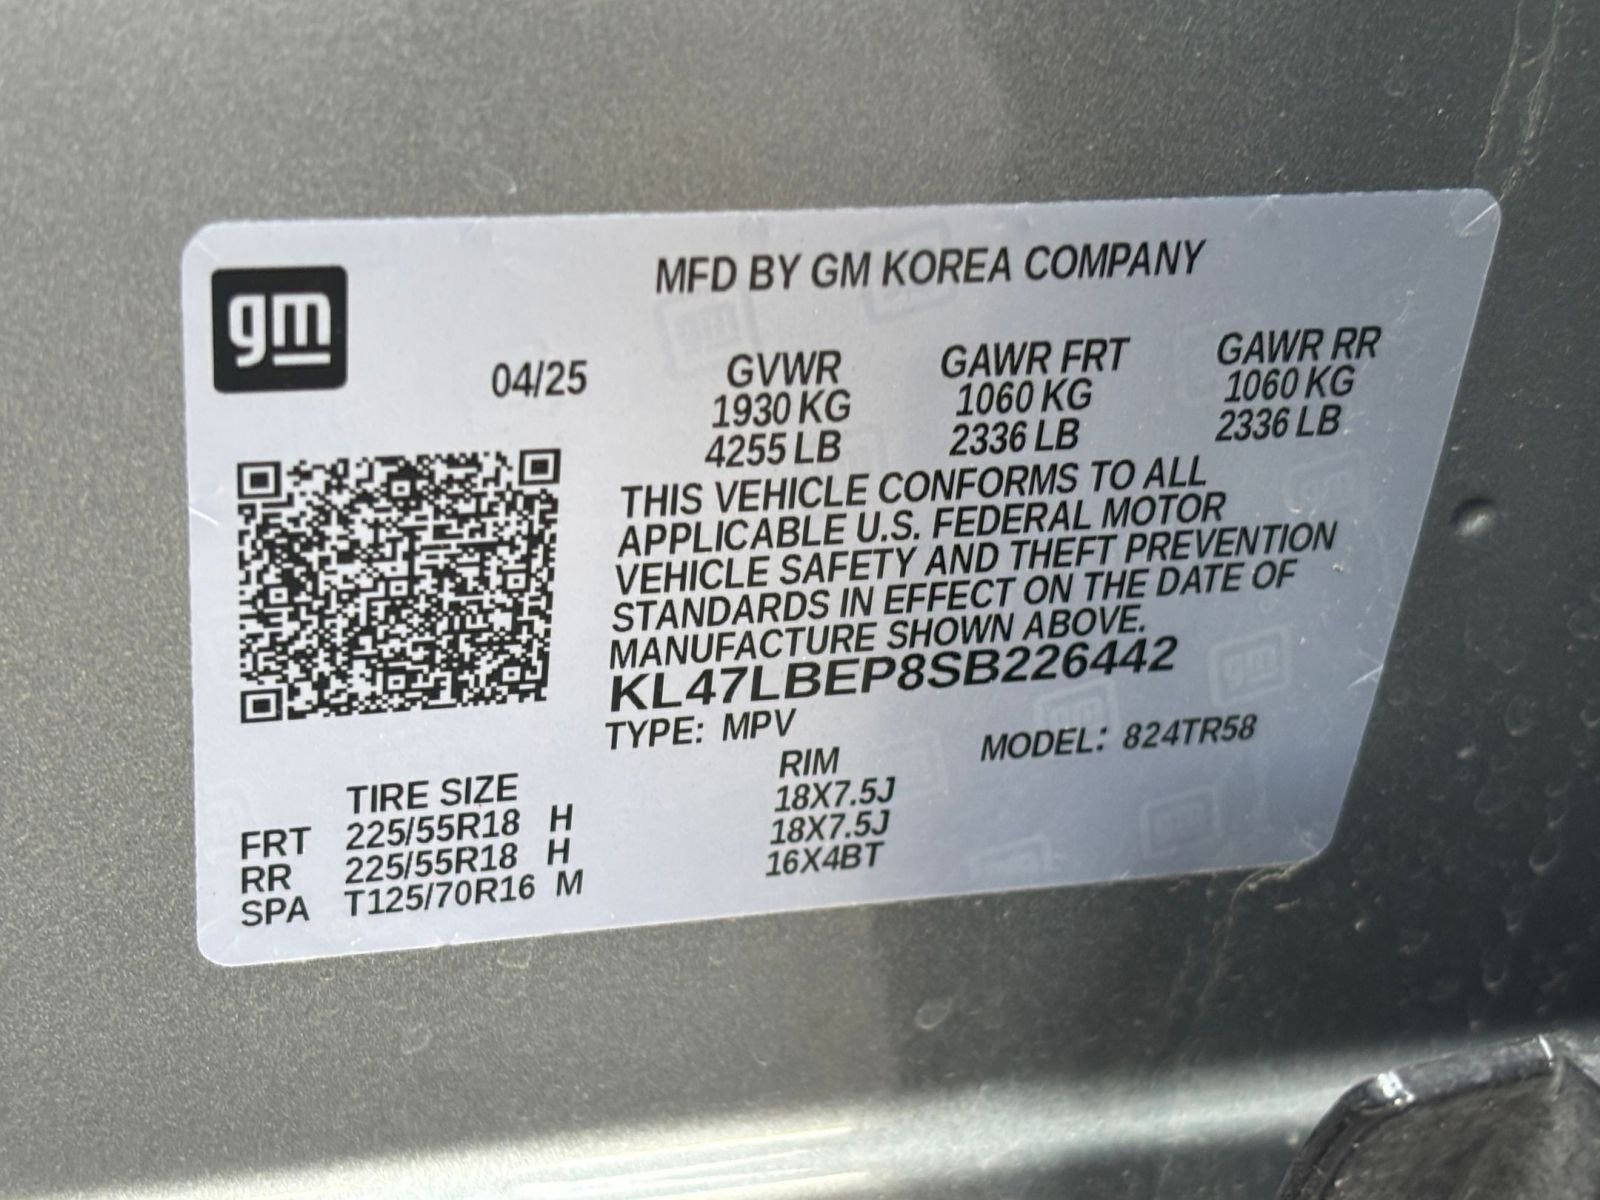 gm
MFD BY GM KOREA COMPANY
04/25 GVWR GAWR FRT GAWR RR
1930 KG 1060 KG 1060 KG
4255 LB 2336 LB 2336 LB
THIS VEHICLE CONFORMS TO ALL
APPLICABLE U.S. FEDERAL MOTOR
VEHICLE SAFETY AND THEFT PREVENTION
STANDARDS IN EFFECT ON THE DATE OF
MANUFACTURE SHOWN ABOVE.
KL47LBEP8SB226442
TYPE: MPV MODEL: 824TR58
TIRE SIZE RIM
FRT 225/55R18 H 18X7.5J
RR 225/55R18 H 18X7.5J
SPA T125/70R16 M 16X4BT